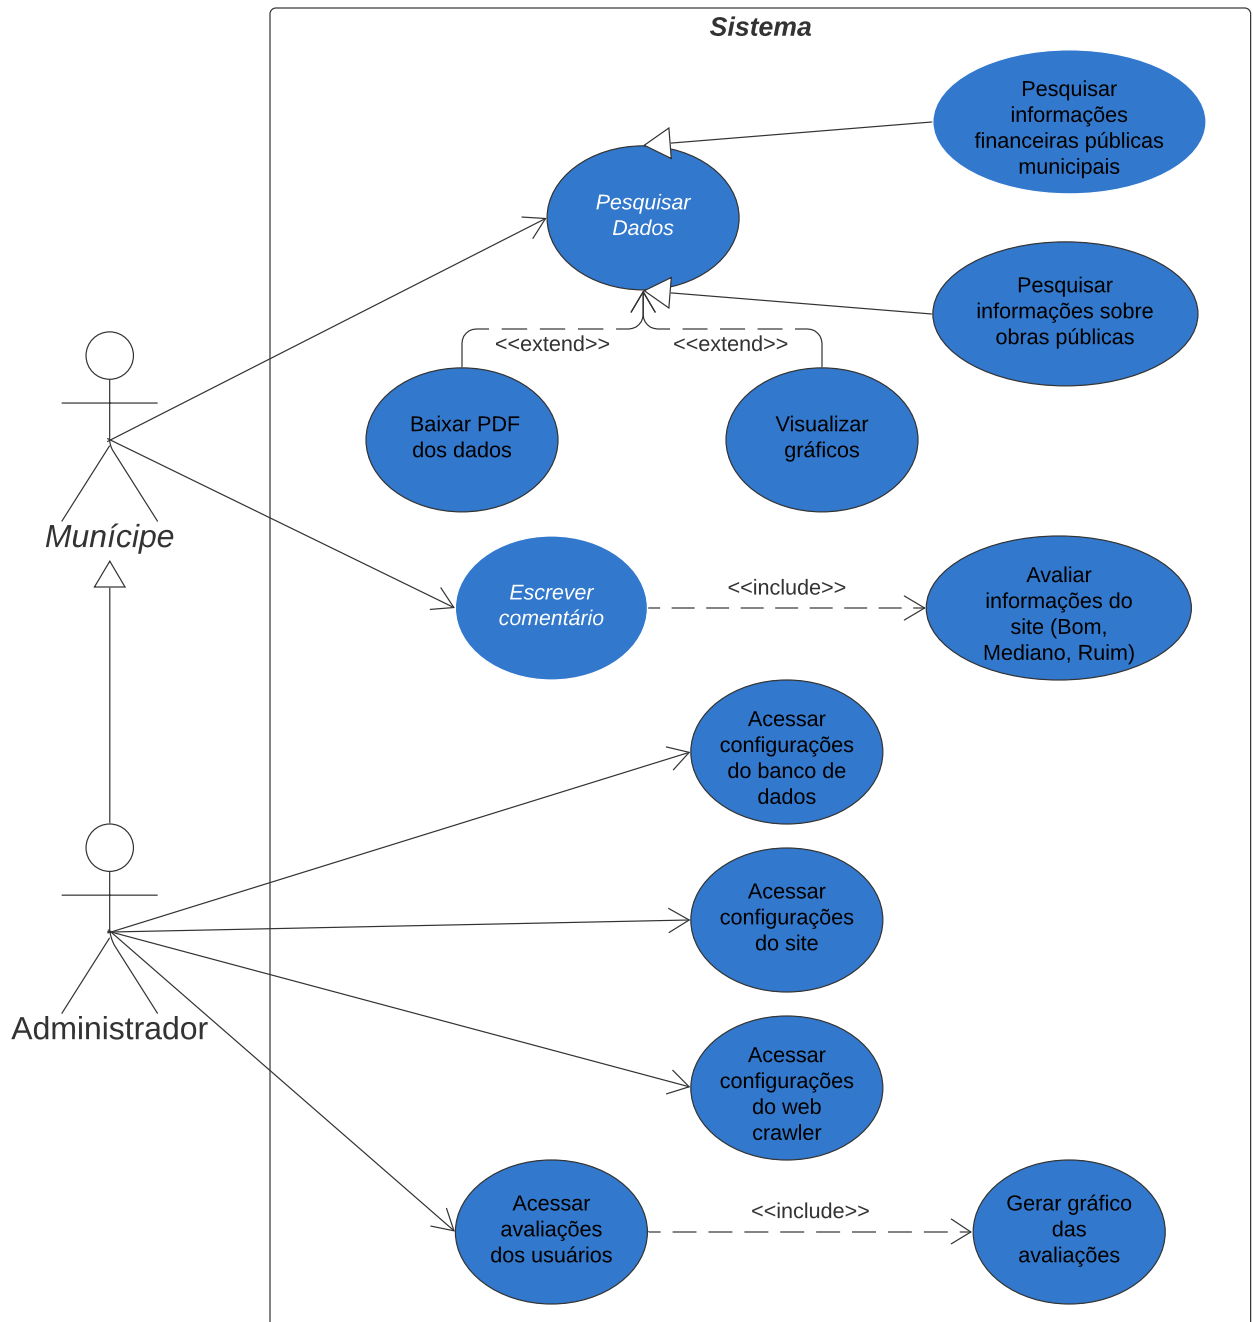 Sistema
Pesquisar
informações
financeiras públicas
municipais
Pesquisar
Dados
Pesquisar
informações sobre
obras públicas
<<extend>>
<<extend>>
Baixar PDF
dos dados
Visualizar
gráficos
Munícipe
Escrever
comentário
<<include>>
Avaliar
informações do
site (Bom,
Mediano, Ruim)
Acessar
configurações
do banco de
dados
Acessar
configurações
do site
Administrador
Acessar
configurações
do web
crawler
Acessar
avaliações
dos usuários
<<include>>
Gerar gráfico
das
avaliações